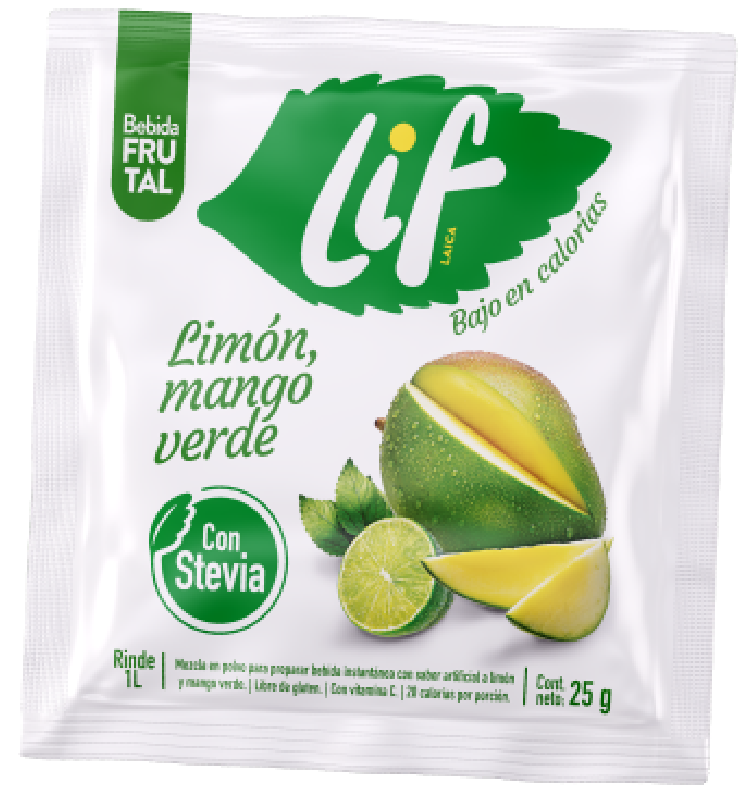 Bebida
FRU
TAL
Lif
LAICA
Bajo en calorías
Limón,
mango
verde
Con
Stevia
Rinde
1L
Mezcla en polvo para preparar bebida instantánea con sabor artificial a limón
y mango verde. | Libre de gluten. | Con vitamina C. | 20 calorías por porción.
Cont.
neto: 25 g